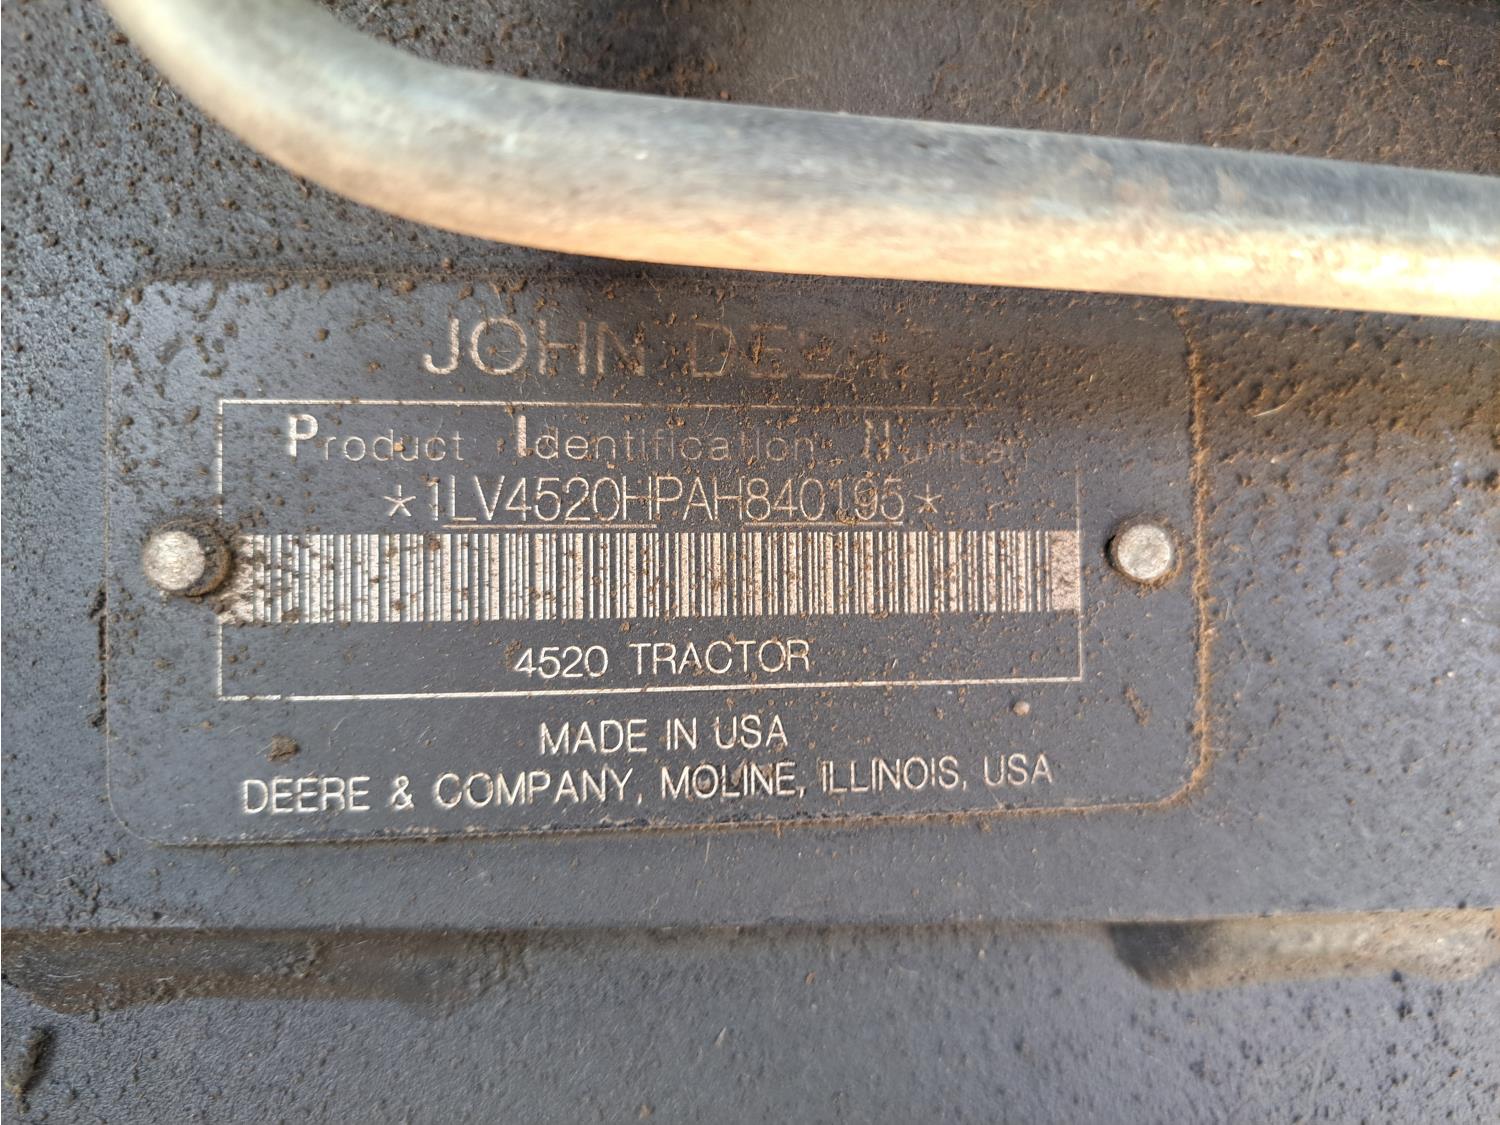 JOHN DEERE
Product Identification Number
*1LV4520HPAH840195*
4520 TRACTOR
MADE IN USA
DEERE & COMPANY, MOLINE, ILLINOIS, USA